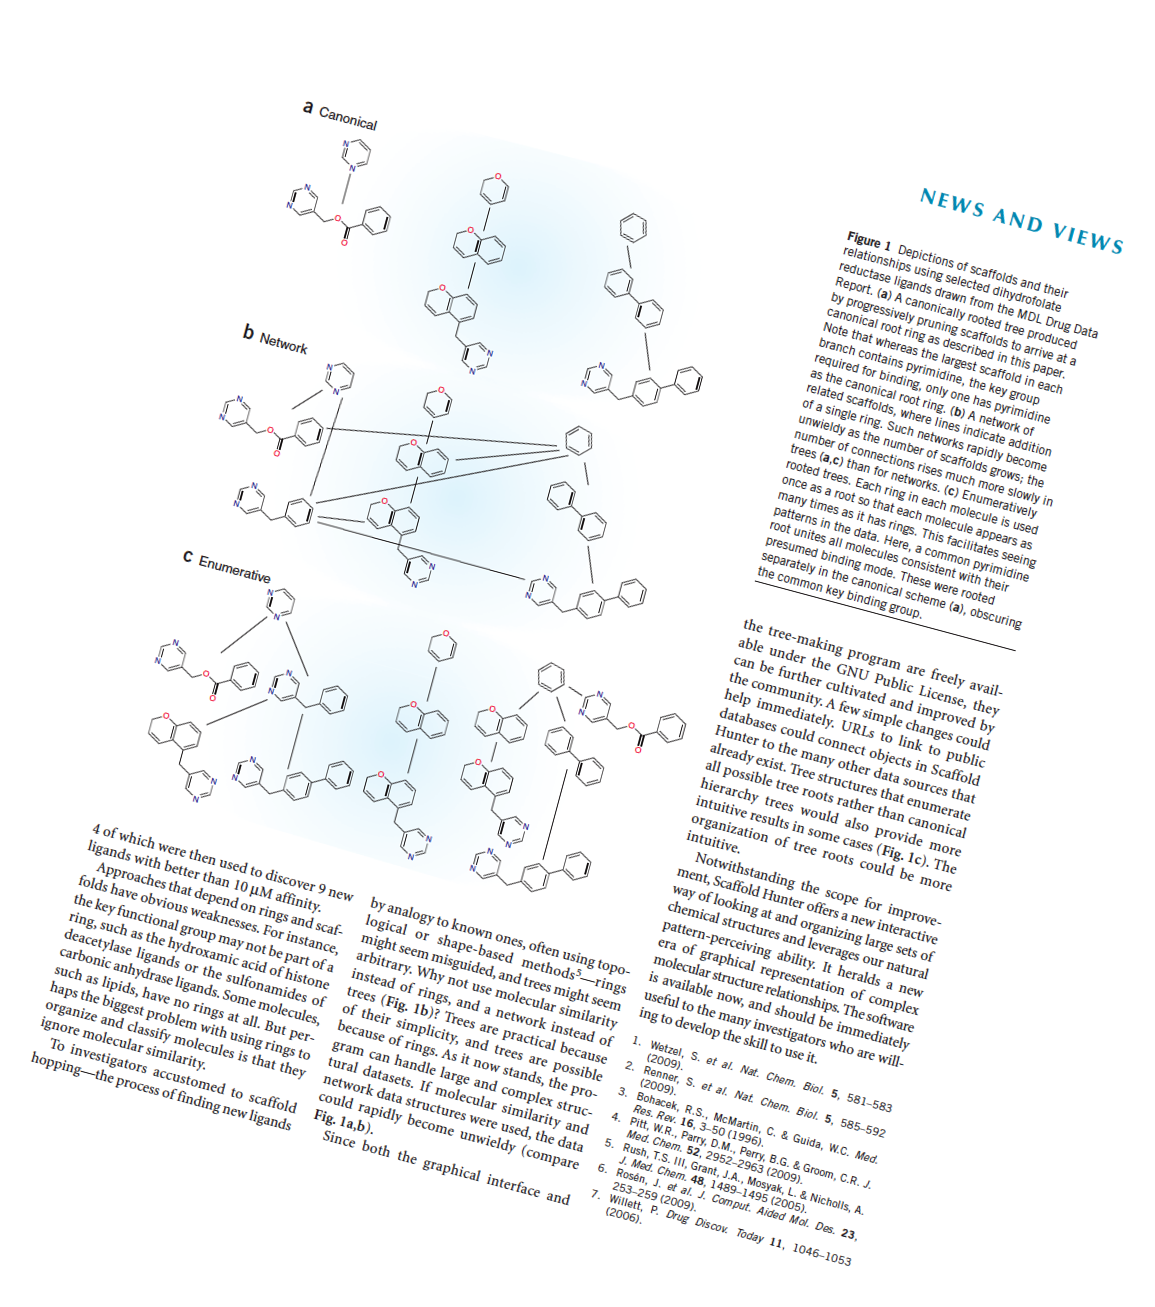 NEWS AND VIEWS
a Canonical
b Network
c Enumerative
Figure 1 Depictions of scaffolds and their
relationships using selected dihydrofolate
reductase ligands drawn from the MDL Drug Data
Report. (a) A canonically rooted tree produced
by progressively pruning scaffolds to arrive at a
canonical root ring as described in this paper.
Note that whereas the largest scaffold in each
branch contains pyrimidine, the key group
required for binding, only one has pyrimidine
as the canonical root ring. (b) A network of
related scaffolds, where lines indicate addition
of a single ring. Such networks rapidly become
unwieldy as the number of scaffolds grows; the
number of connections rises much more slowly in
trees (a,c) than for networks. (c) Enumeratively
rooted trees. Each ring in each molecule is used
once as a root so that each molecule appears as
many times as it has rings. This facilitates seeing
patterns in the data. Here, a common pyrimidine
root unites all molecules consistent with their
presumed binding mode. These were rooted
separately in the canonical scheme (a), obscuring
the common key binding group.
4 of which were then used to discover 9 new
ligands with better than 10 μM affinity.
Approaches that depend on rings and scaf-
folds have obvious weaknesses. For instance,
the key functional group may not be part of a
ring, such as the hydroxamic acid of histone
deacetylase ligands or the sulfonamides of
carbonic anhydrase ligands. Some molecules,
such as lipids, have no rings at all. But per-
haps the biggest problem with using rings to
organize and classify molecules is that they
ignore molecular similarity.
To investigators accustomed to scaffold
hopping—the process of finding new ligands
by analogy to known ones, often using topo-
logical or shape-based methods5—rings
might seem misguided, and trees might seem
arbitrary. Why not use molecular similarity
instead of rings, and a network instead of
trees (Fig. 1b)? Trees are practical because
of their simplicity, and trees are possible
because of rings. As it now stands, the pro-
gram can handle large and complex struc-
tural datasets. If molecular similarity and
network data structures were used, the data
could rapidly become unwieldy (compare
Fig. 1a,b).
Since both the graphical interface and
the tree-making program are freely avail-
able under the GNU Public License, they
can be further cultivated and improved by
the community. A few simple changes could
help immediately. URLs to link to public
databases could connect objects in Scaffold
Hunter to the many other data sources that
already exist. Tree structures that enumerate
all possible tree roots rather than canonical
hierarchy trees would also provide more
intuitive results in some cases (Fig. 1c). The
organization of tree roots could be more
intuitive.
Notwithstanding the scope for improve-
ment, Scaffold Hunter offers a new interactive
way of looking at and organizing large sets of
chemical structures and leverages our natural
pattern-perceiving ability. It heralds a new
era of graphical representation of complex
molecular structure relationships. The software
is available now, and should be immediately
useful to the many investigators who are will-
ing to develop the skill to use it.
1. Wetzel, S. et al. Nat. Chem. Biol. 5, 581–583
(2009).
2. Renner, S. et al. Nat. Chem. Biol. 5, 585–592
(2009).
3. Bohacek, R.S., McMartin, C. & Guida, W.C. Med.
Res. Rev. 16, 3–50 (1996).
4. Pitt, W.R., Parry, D.M., Perry, B.G. & Groom, C.R. J.
Med. Chem. 52, 2952–2963 (2009).
5. Rush, T.S. III, Grant, J.A., Mosyak, L. & Nicholls, A.
J. Med. Chem. 48, 1489–1495 (2005).
6. Rosén, J. et al. J. Comput. Aided Mol. Des. 23,
253–259 (2009).
7. Willett, P. Drug Discov. Today 11, 1046–1053
(2006).